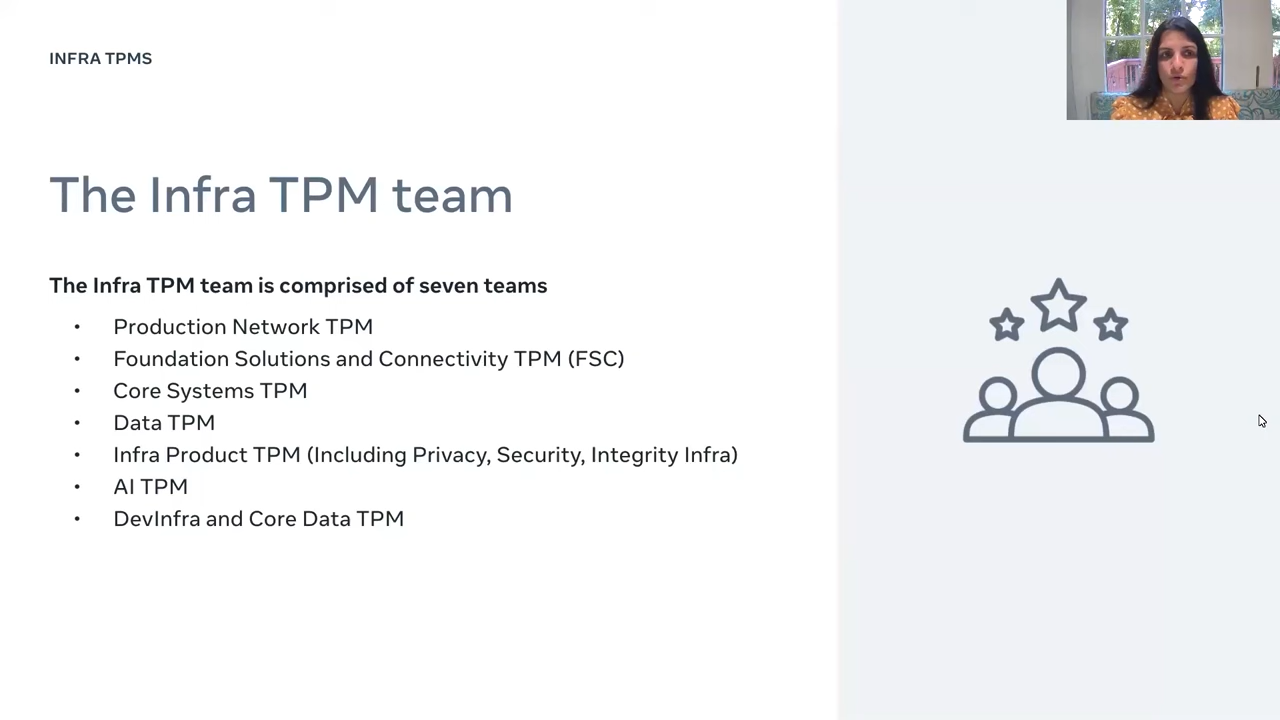 INFRA TPMS
The Infra TPM team
The Infra TPM team is comprised of seven teams
• Production Network TPM
• Foundation Solutions and Connectivity TPM (FSC)
• Core Systems TPM
• Data TPM
• Infra Product TPM (Including Privacy, Security, Integrity Infra)
• AI TPM
• DevInfra and Core Data TPM